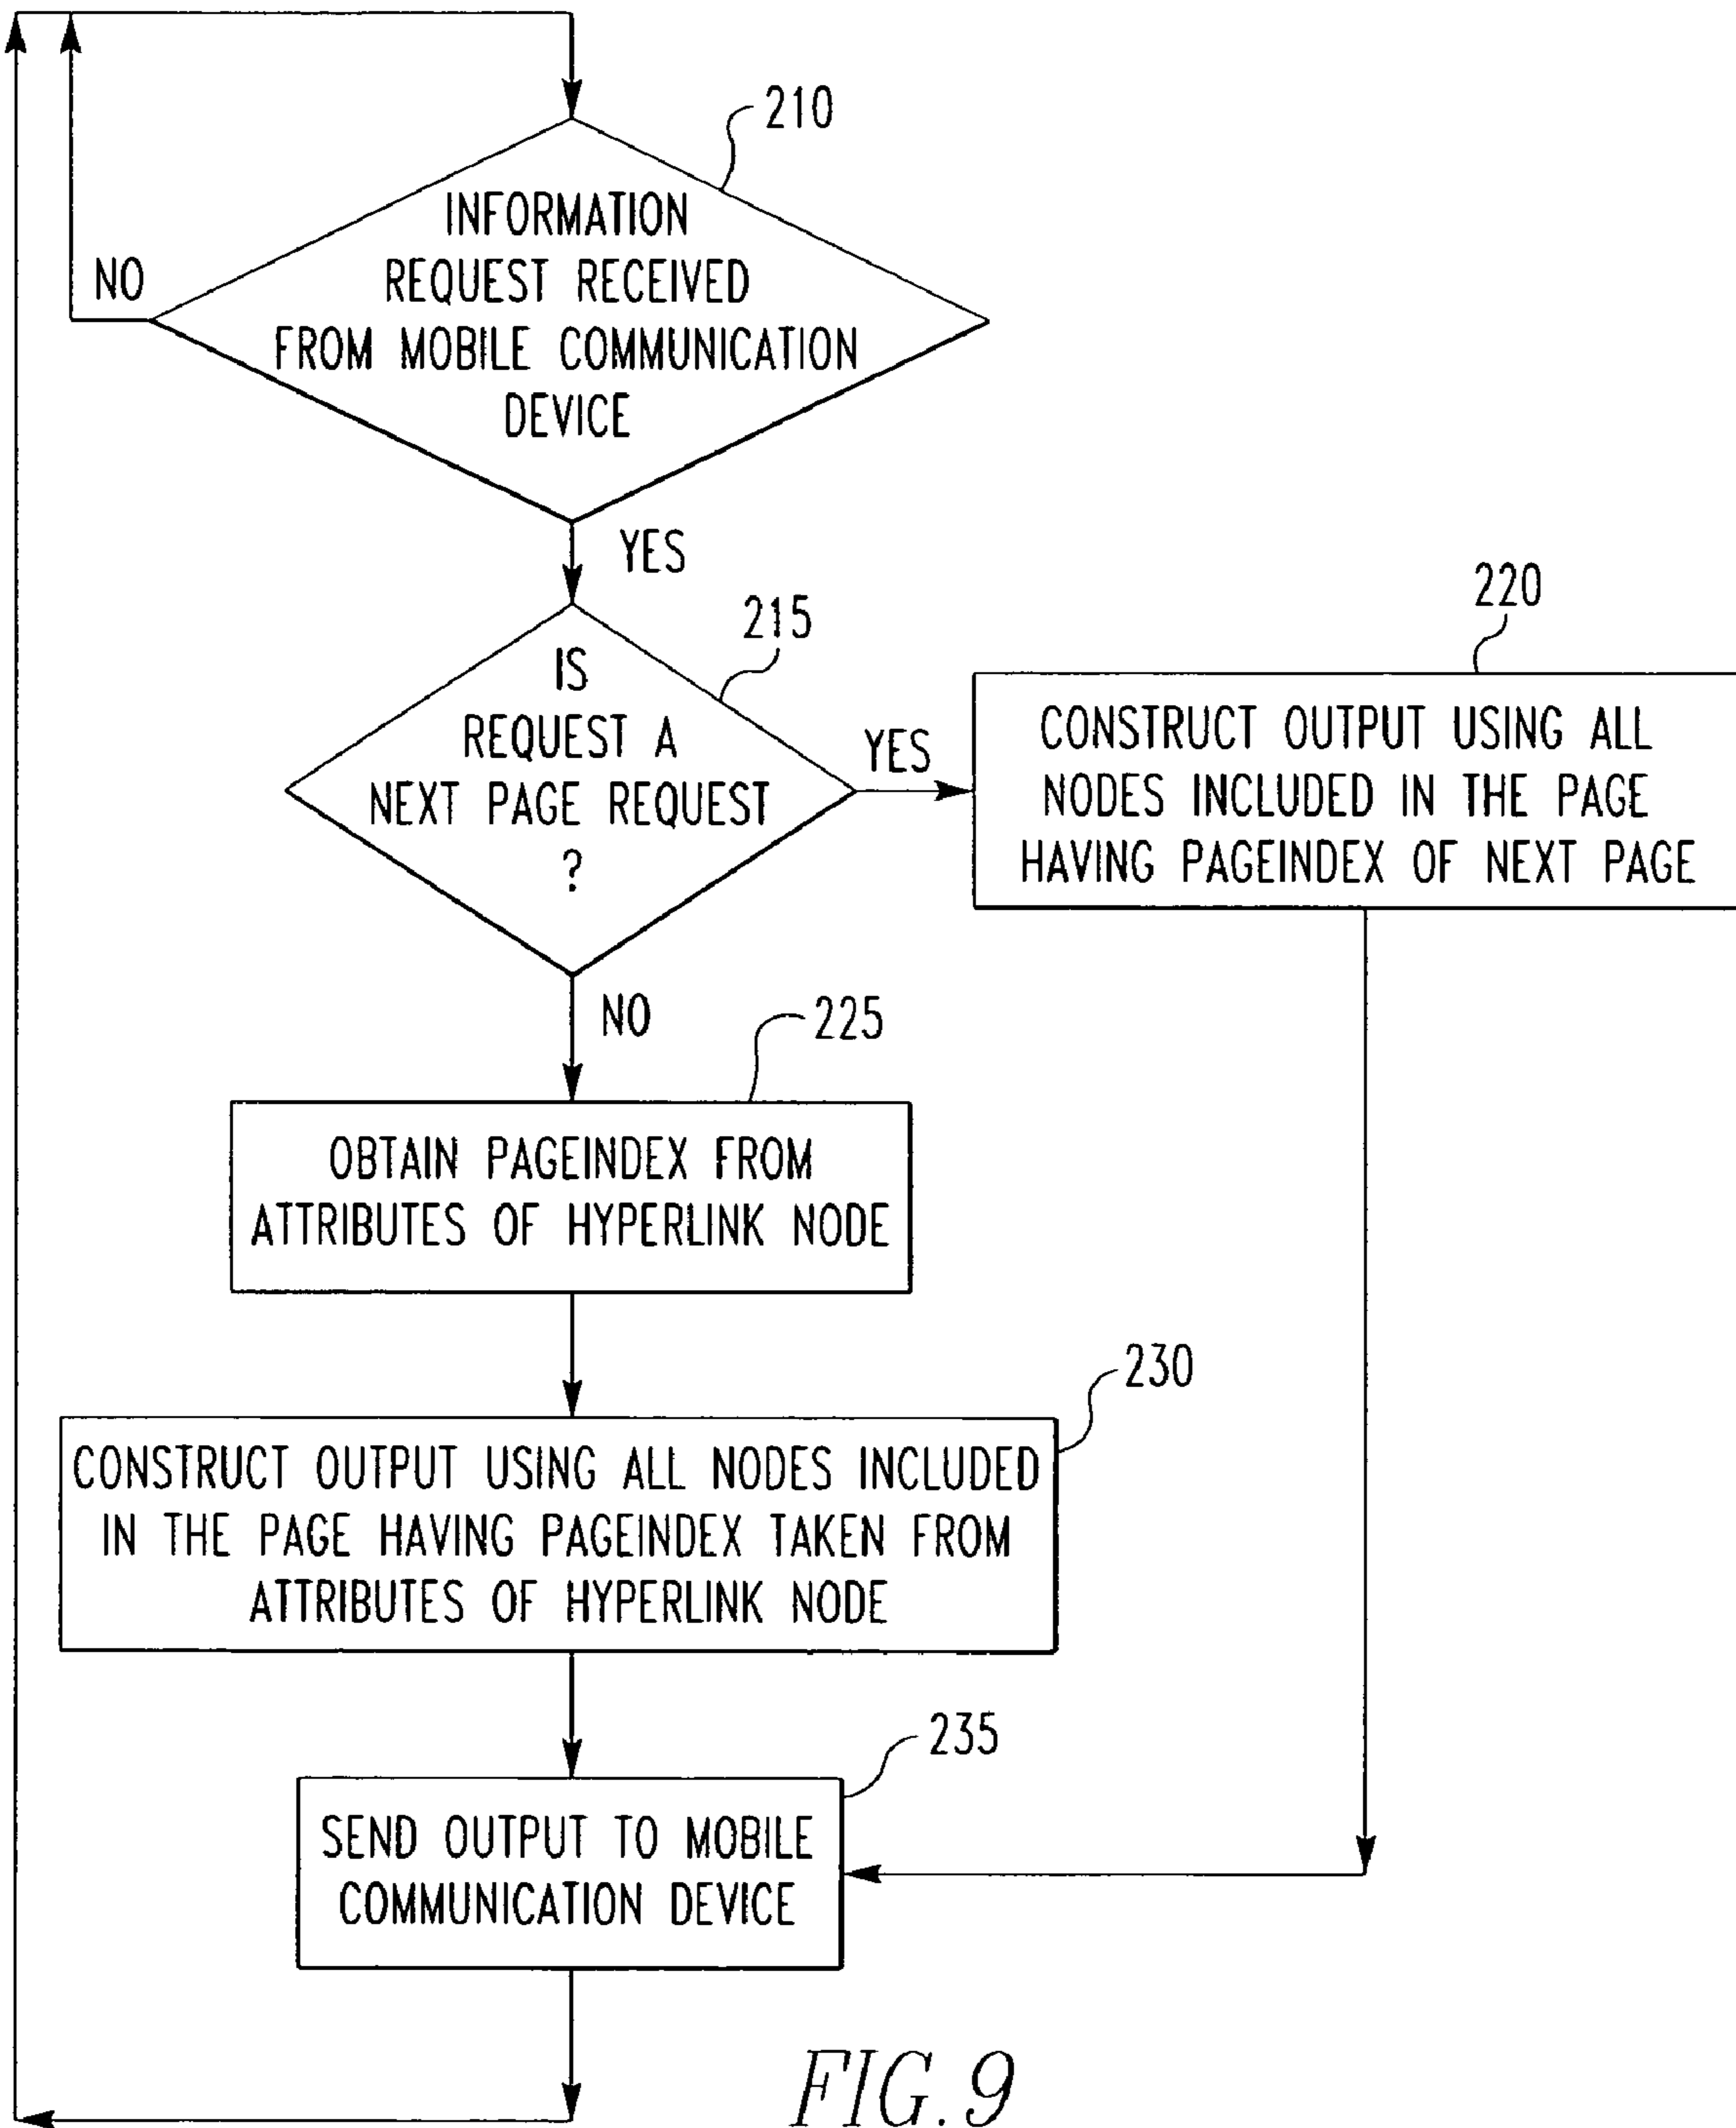 210
INFORMATION
REQUEST RECEIVED
FROM MOBILE COMMUNICATION
DEVICE
NO
YES
215
IS
REQUEST A
NEXT PAGE REQUEST
?
YES
220
CONSTRUCT OUTPUT USING ALL
NODES INCLUDED IN THE PAGE
HAVING PAGEINDEX OF NEXT PAGE
NO
225
OBTAIN PAGEINDEX FROM
ATTRIBUTES OF HYPERLINK NODE
230
CONSTRUCT OUTPUT USING ALL NODES INCLUDED
IN THE PAGE HAVING PAGEINDEX TAKEN FROM
ATTRIBUTES OF HYPERLINK NODE
235
SEND OUTPUT TO MOBILE
COMMUNICATION DEVICE
FIG. 9